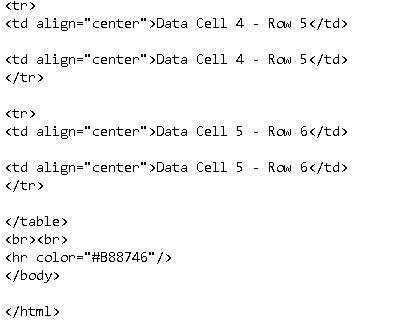 <tr>
<td align="center">Data Cell 4 - Row 5</td>
<td align="center">Data Cell 4 - Row 5</td>
</tr>
<tr>
<td align="center">Data Cell 5 - Row 6</td>
<td align="center">Data Cell 5 - Row 6</td>
</tr>
</table>
<br><br>
<hr color="#B88746"/>
</body>
</html>